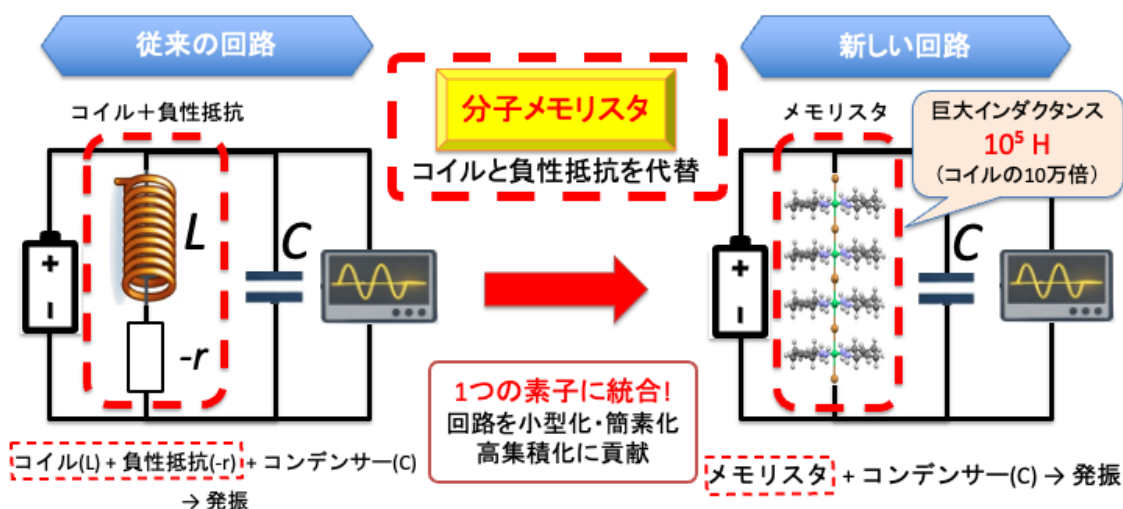 従来の回路
コイル＋負性抵抗
L
C
-r
+
−
コイル(L) + 負性抵抗(-r) + コンデンサー(C)
→ 発振
分子メモリスタ
コイルと負性抵抗を代替
1つの素子に統合!
回路を小型化・簡素化
高集積化に貢献
新しい回路
メモリスタ
巨大インダクタンス
10⁵ H
（コイルの10万倍）
C
+
−
メモリスタ + コンデンサー(C) → 発振